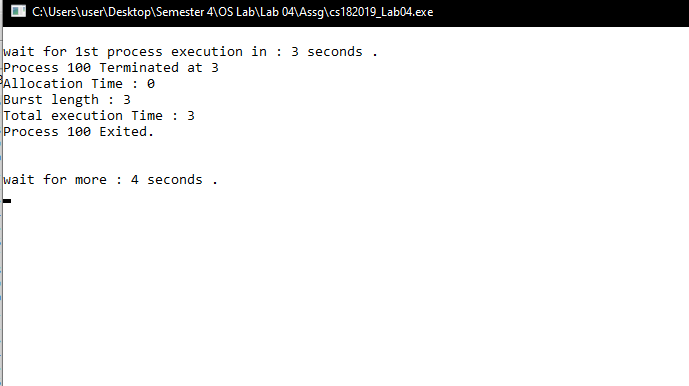 C:\Users\user\Desktop\Semester 4\OS Lab\Lab 04\Assg\cs182019_Lab04.exe
wait for 1st process execution in : 3 seconds .
Process 100 Terminated at 3
Allocation Time : 0
Burst length : 3
Total execution Time : 3
Process 100 Exited.
wait for more : 4 seconds .